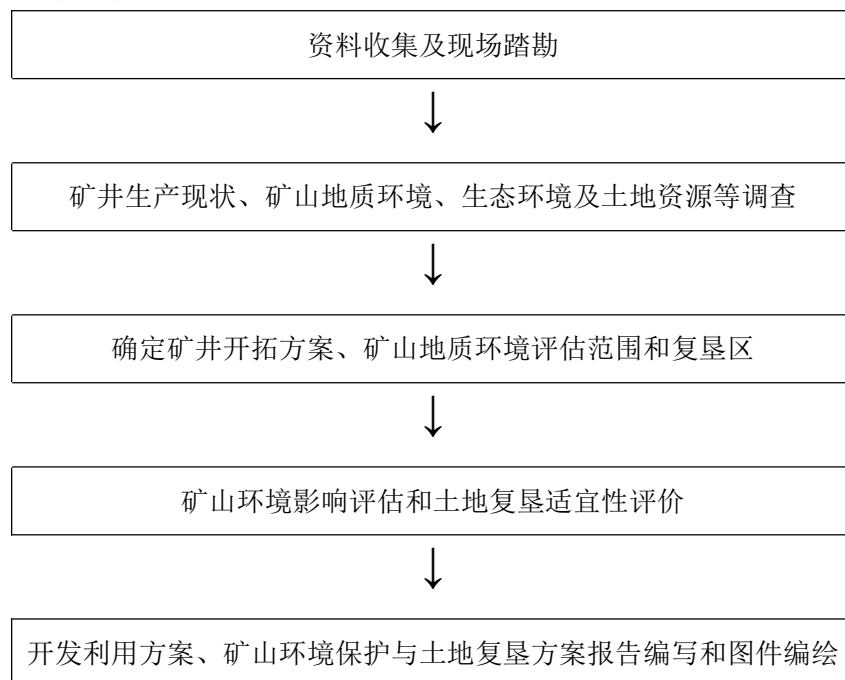 资料收集及现场踏勘
矿井生产现状、矿山地质环境、生态环境及土地资源等调查
确定矿井开拓方案、矿山地质环境评估范围和复垦区
矿山环境影响评估和土地复垦适宜性评价
开发利用方案、矿山环境保护与土地复垦方案报告编写和图件编绘